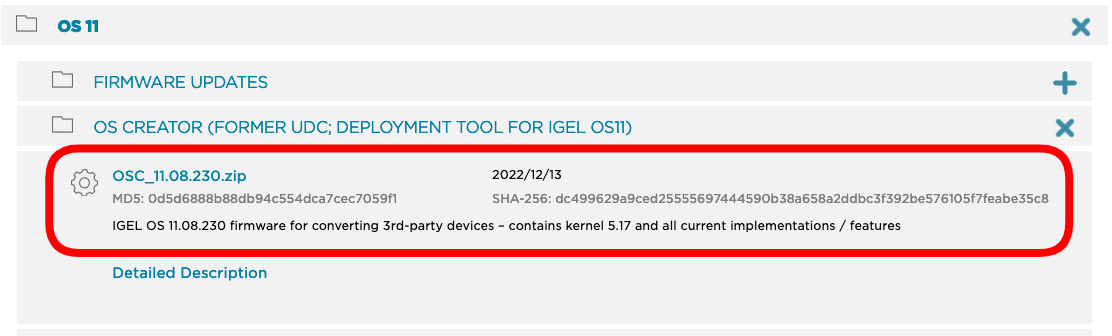 OS 11
FIRMWARE UPDATES
OS CREATOR (FORMER UDC; DEPLOYMENT TOOL FOR IGEL OS11)
OSC_11.08.230.zip 2022/12/13
MD5: 0d5d6888b88db94c554dca7cec7059f1 SHA-256: dc499629a9ced25555697444590b38a658a2ddbc3f392be576105f7feabe35c8
IGEL OS 11.08.230 firmware for converting 3rd-party devices – contains kernel 5.17 and all current implementations / features
Detailed Description